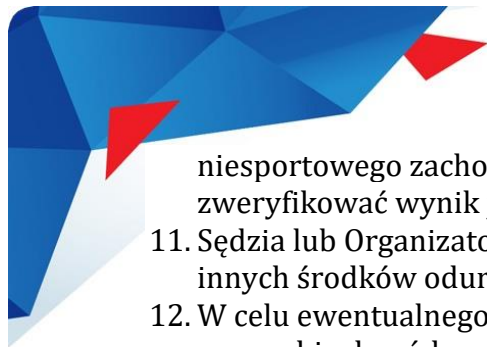 niesportowego zacho
zweryfikować wynik
11. Sędzia lub Organizato
innych środków odur
12. W celu ewentualnego